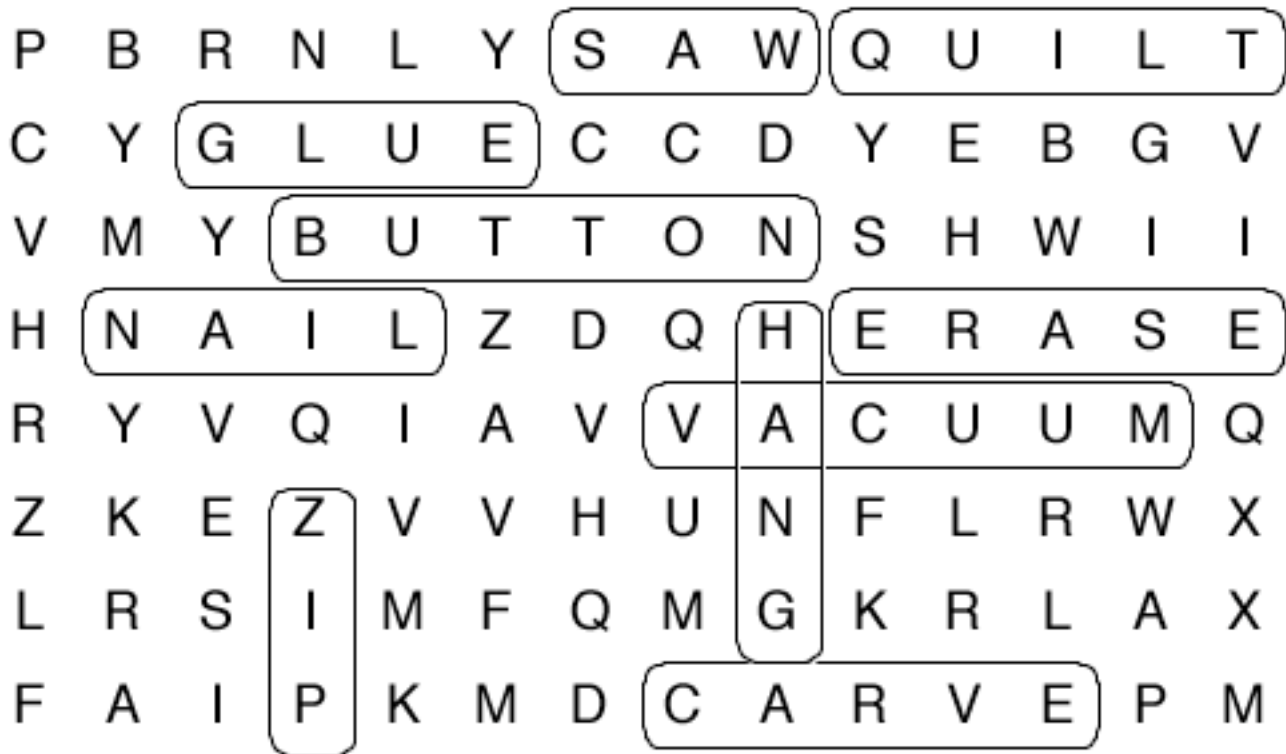 P B R N L Y S A W Q U I L T
C Y G L U E C C D Y E B G V
V M Y B U T T O N S H W I I
H N A I L Z D Q H E R A S E
R Y V Q I A V V A C U U M Q
Z K E Z V V H U N F L R W X
L R S I M F Q M G K R L A X
F A I P K M D C A R V E P M